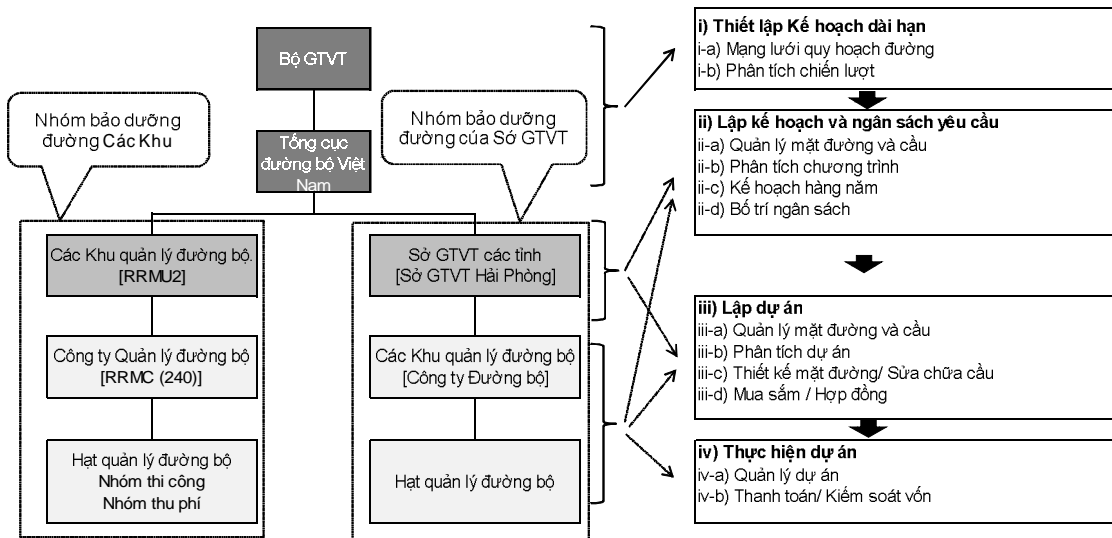 Bộ GTVT
Tổng cục
đường bộ Việt
Nam
Nhóm bảo dưỡng
đường Các Khu
Nhóm bảo dưỡng
đường của Sở GTVT
Các Khu quản lý đường bộ.
[RRMU2]
Công ty Quản lý đường bộ
[RRMC (240)]
Hạt quản lý đường bộ
Nhóm thi công
Nhóm thu phí
Sở GTVT các tỉnh
[Sở GTVT Hải Phòng]
Các Khu quản lý đường bộ
[Công ty Đường bộ]
Hạt quản lý đường bộ
i) Thiết lập Kế hoạch dài hạn
i-a) Mạng lưới quy hoạch đường
i-b) Phân tích chiến lượt
ii) Lập kế hoạch và ngân sách yêu cầu
ii-a) Quản lý mặt đường và cầu
ii-b) Phân tích chương trình
ii-c) Kế hoạch hàng năm
ii-d) Bố trí ngân sách
iii) Lập dự án
iii-a) Quản lý mặt đường và cầu
iii-b) Phân tích dự án
iii-c) Thiết kế mặt đường/ Sửa chữa cầu
iii-d) Mua sắm / Hợp đồng
iv) Thực hiện dự án
iv-a) Quản lý dự án
iv-b) Thanh toán/ Kiếm soát vốn